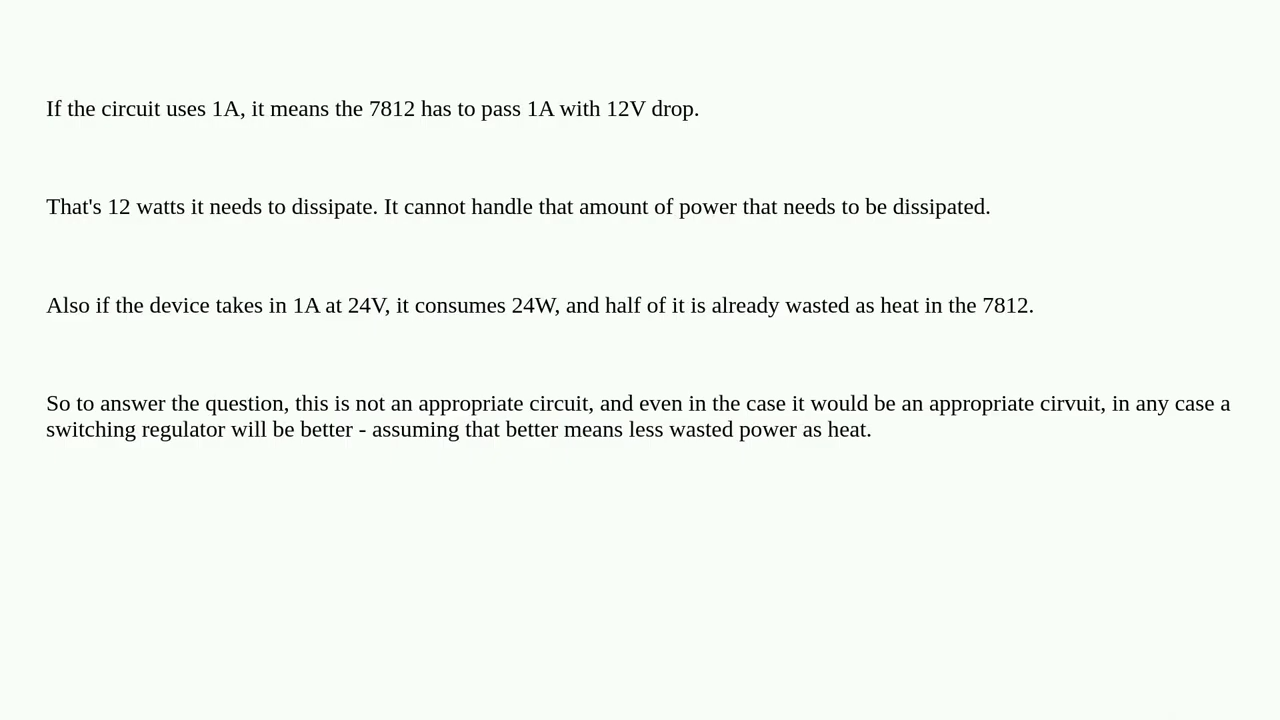 If the circuit uses 1A, it means the 7812 has to pass 1A with 12V drop.
That's 12 watts it needs to dissipate. It cannot handle that amount of power that needs to be dissipated.
Also if the device takes in 1A at 24V, it consumes 24W, and half of it is already wasted as heat in the 7812.
So to answer the question, this is not an appropriate circuit, and even in the case it would be an appropriate cirvuit, in any case a
switching regulator will be better - assuming that better means less wasted power as heat.